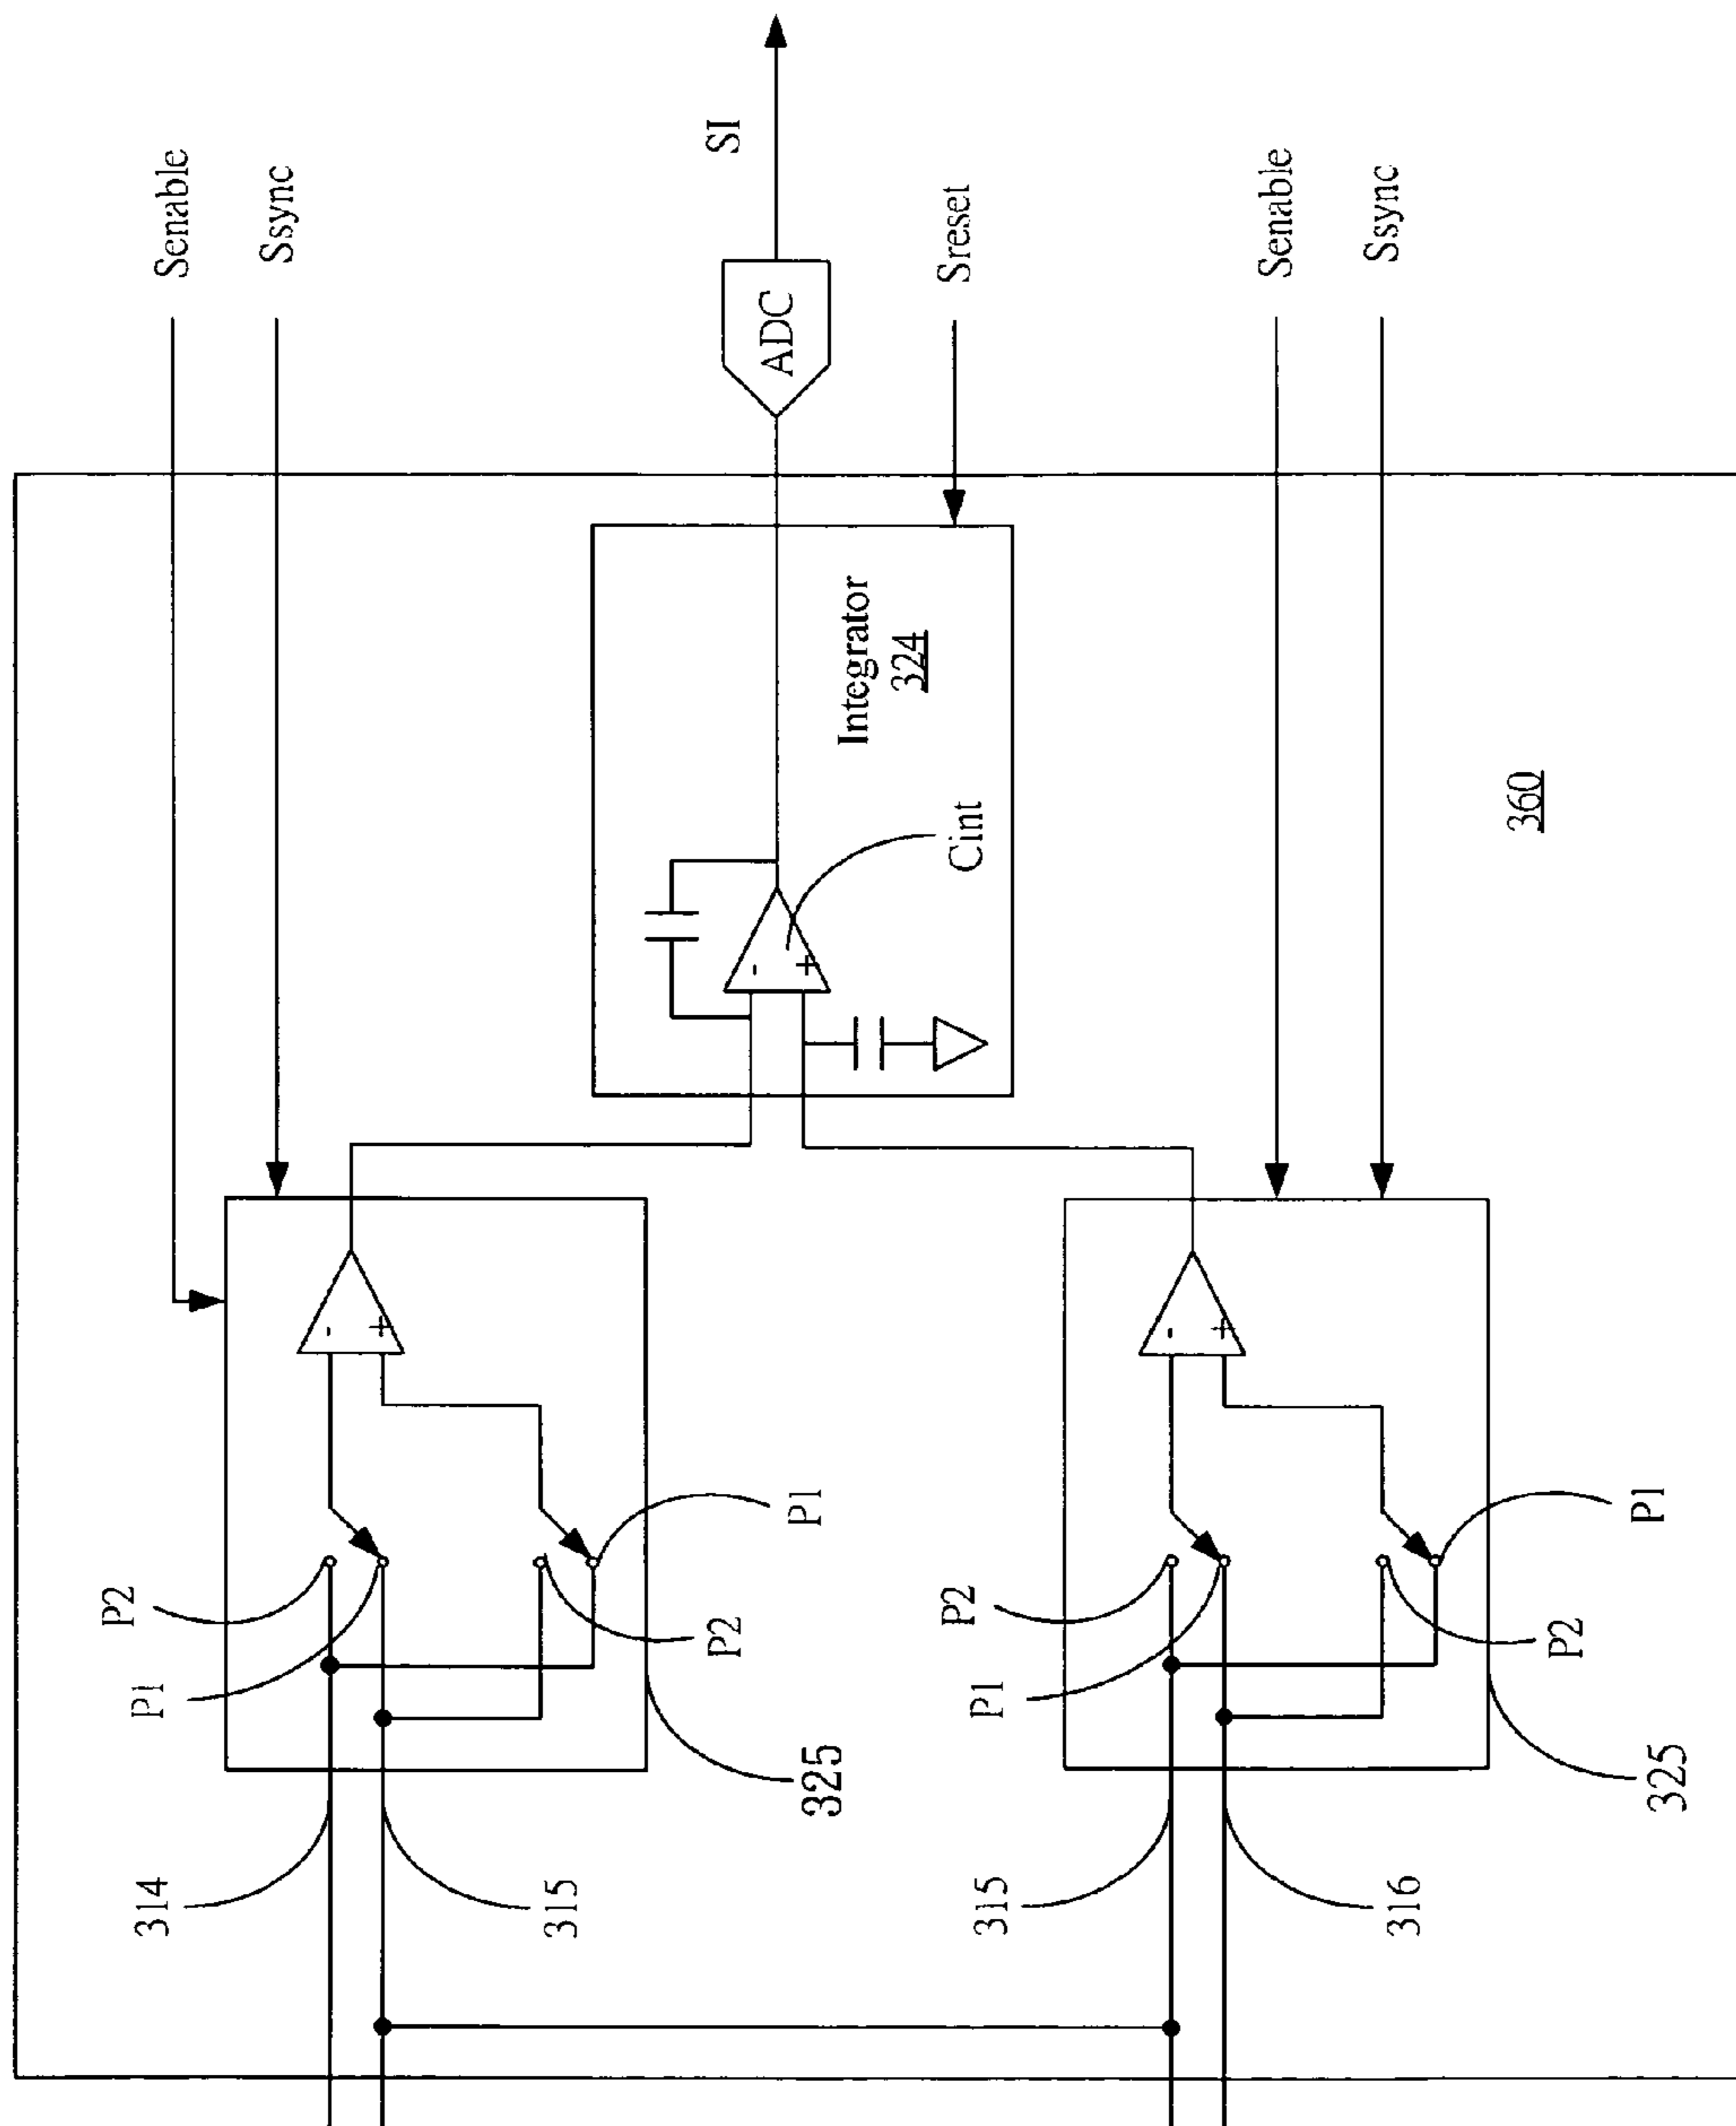 Senable
Ssync
SI
ADC
Sreset
Senable
Ssync
Integrator
324
Cint
-
+
360
-
+
P2
P1
P2
P1
325
314
315
-
+
P2
P1
P2
P1
325
315
316